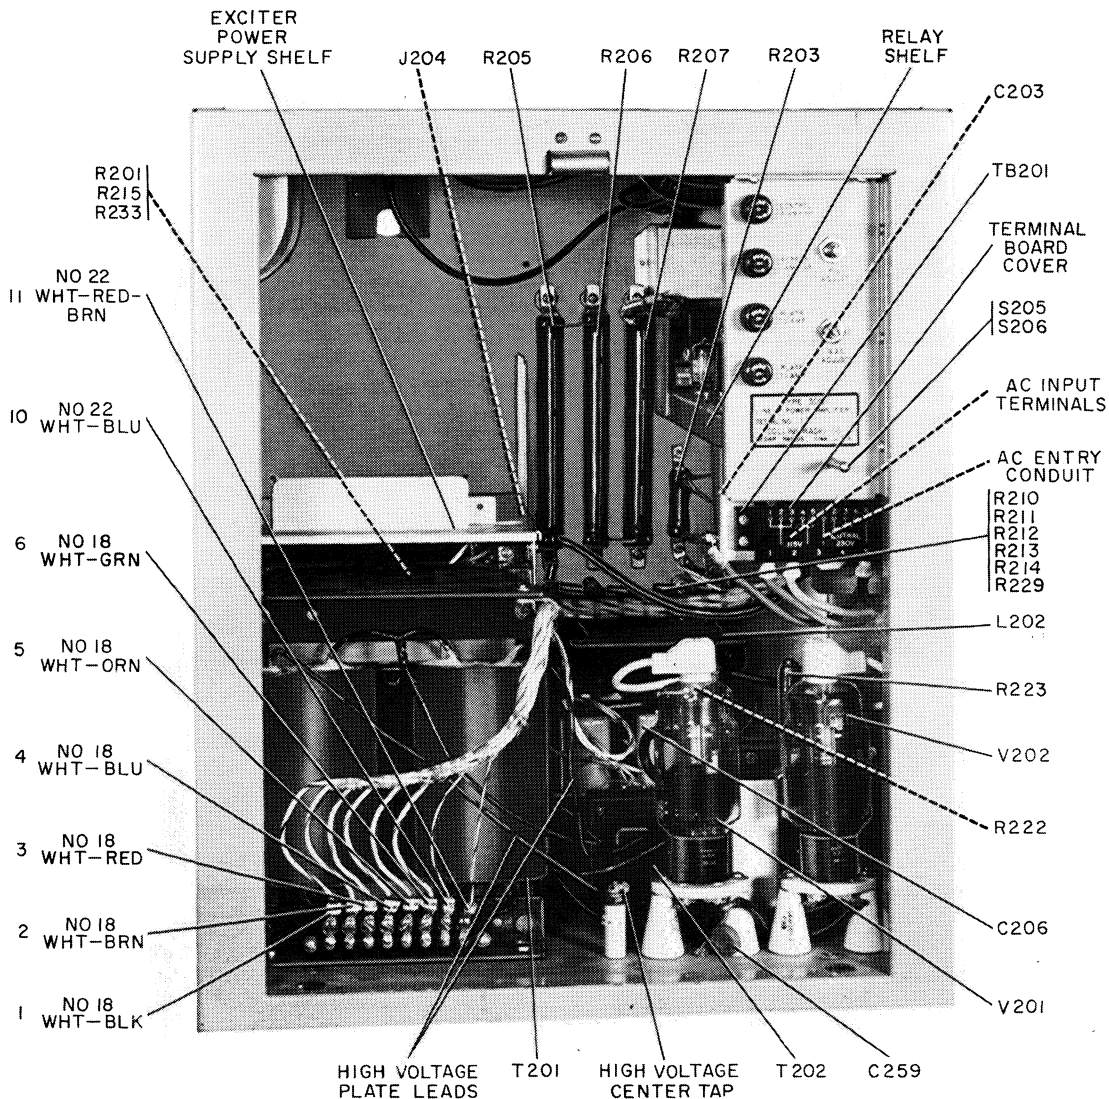 EXCITER
POWER
SUPPLY SHELF
J204
R205
R206
R207
R203
RELAY
SHELF
C203
TB201
TERMINAL
BOARD
COVER
S205
S206
AC INPUT
TERMINALS
AC ENTRY
CONDUIT
R210
R211
R212
R213
R214
R229
L202
R223
V202
R222
C206
V201
R201
R215
R233
NO 22
11 WHT-RED-
BRN
10 NO 22
WHT-BLU
6 NO 18
WHT-GRN
5 NO 18
WHT-ORN
4 NO 18
WHT-BLU
3 NO 18
WHT-RED
2 NO 18
WHT-BRN
1 NO 18
WHT-BLK
HIGH VOLTAGE
PLATE LEADS
T201
HIGH VOLTAGE
CENTER TAP
T202
C259
1 2 3 4